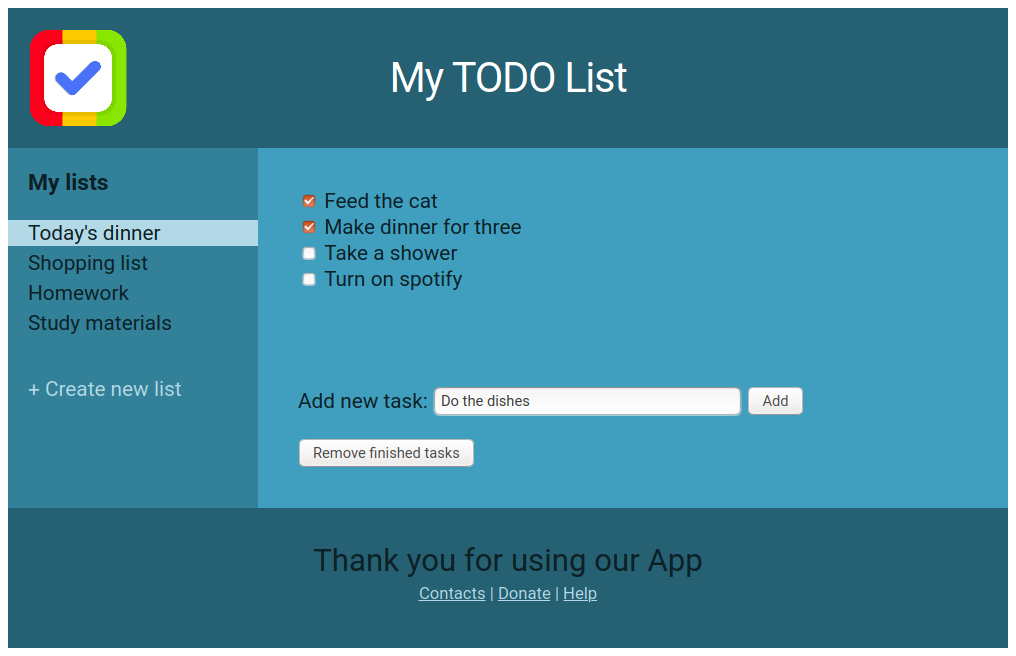 My TODO List
My lists
Today's dinner
Shopping list
Homework
Study materials
+ Create new list
Feed the cat
Make dinner for three
Take a shower
Turn on spotify
Add new task: Do the dishes Add
Remove finished tasks
Thank you for using our App
Contacts | Donate | Help